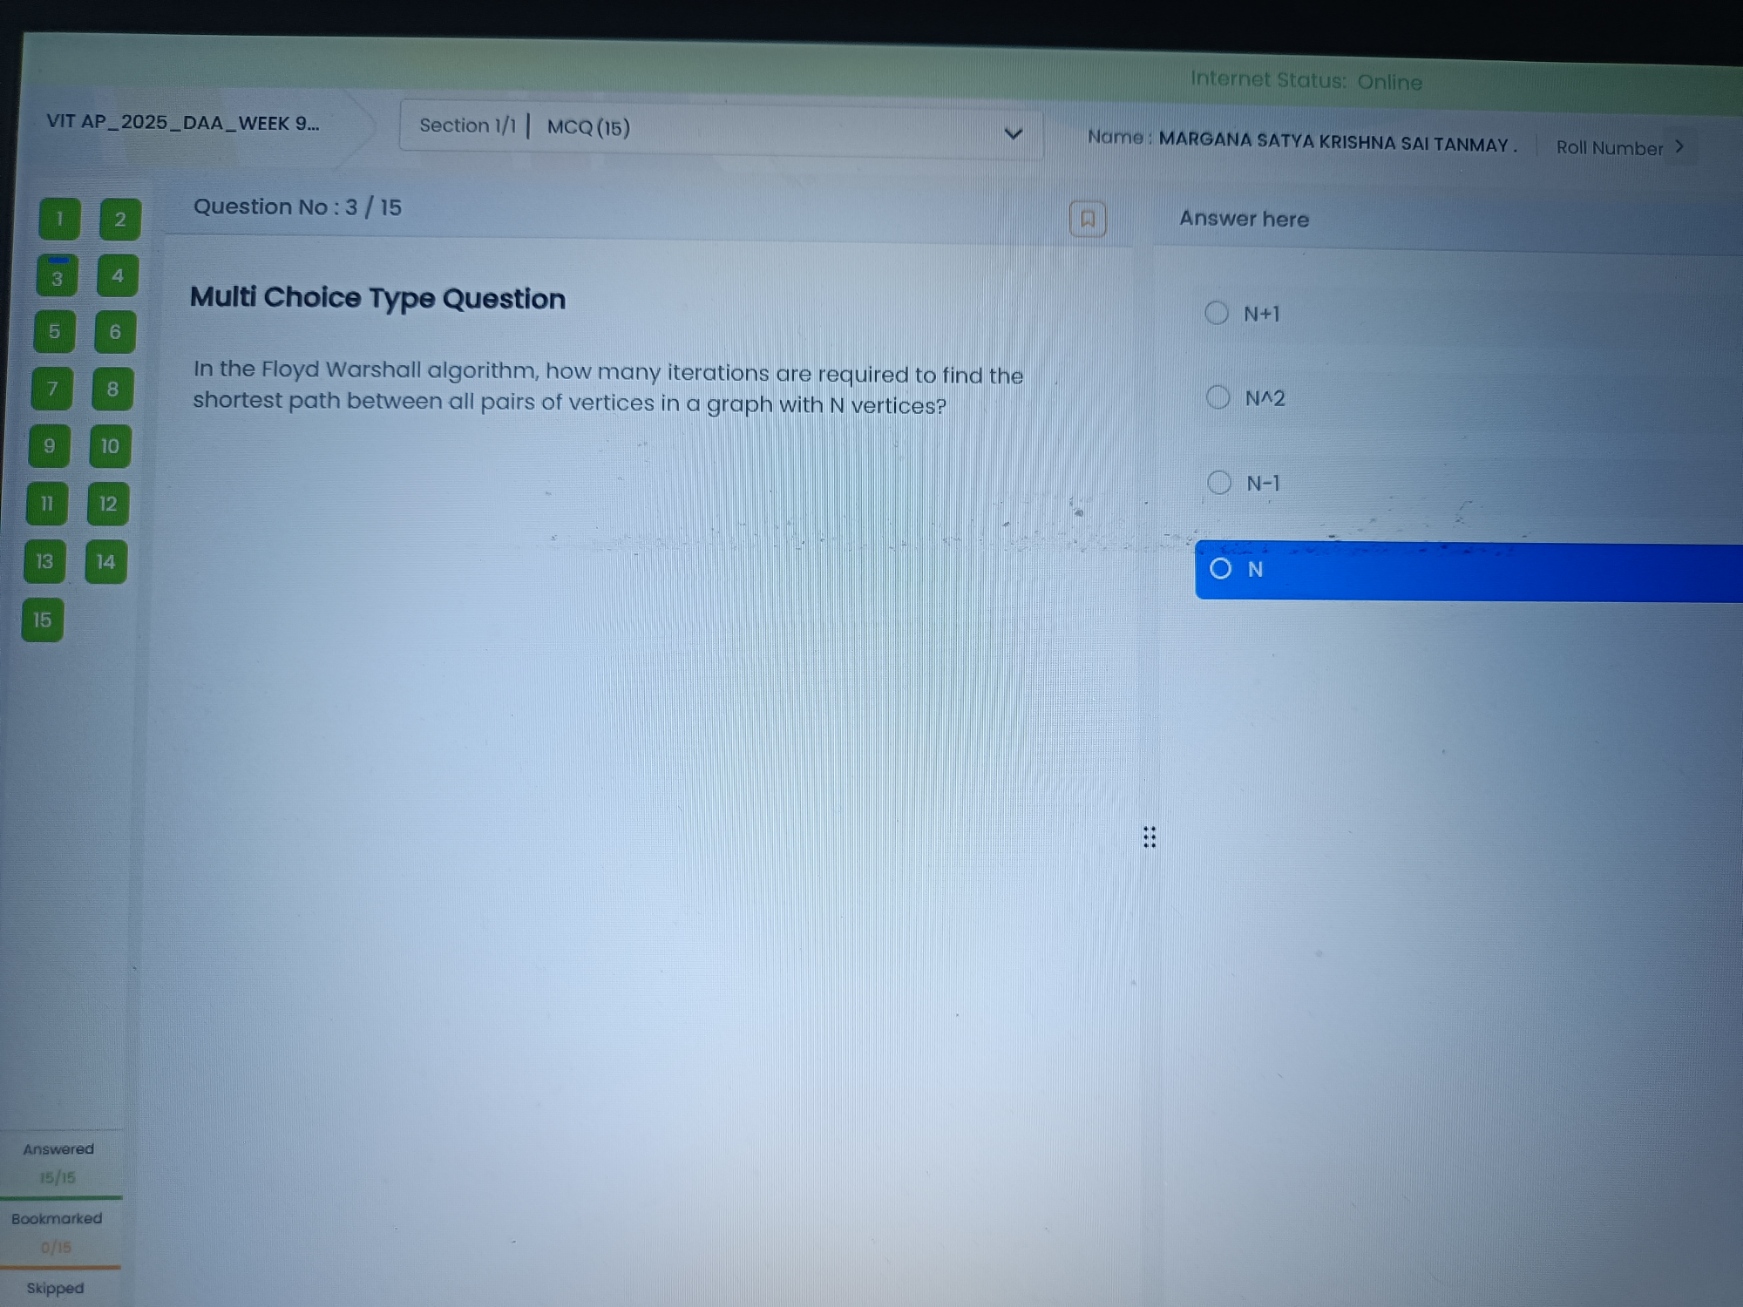 Internet Status: Online
VIT AP_2025_DAA_WEEK 9...
Section 1/1 | MCQ (15)
Name : MARGANA SATYA KRISHNA SAI TANMAY .
Roll Number >
1 2
3 4
5 6
7 8
9 10
11 12
13 14
15
Question No : 3 / 15
Multi Choice Type Question
In the Floyd Warshall algorithm, how many iterations are required to find the
shortest path between all pairs of vertices in a graph with N vertices?
Answer here
N+1
N^2
N-1
N
Answered
15/15
Bookmarked
0/15
Skipped